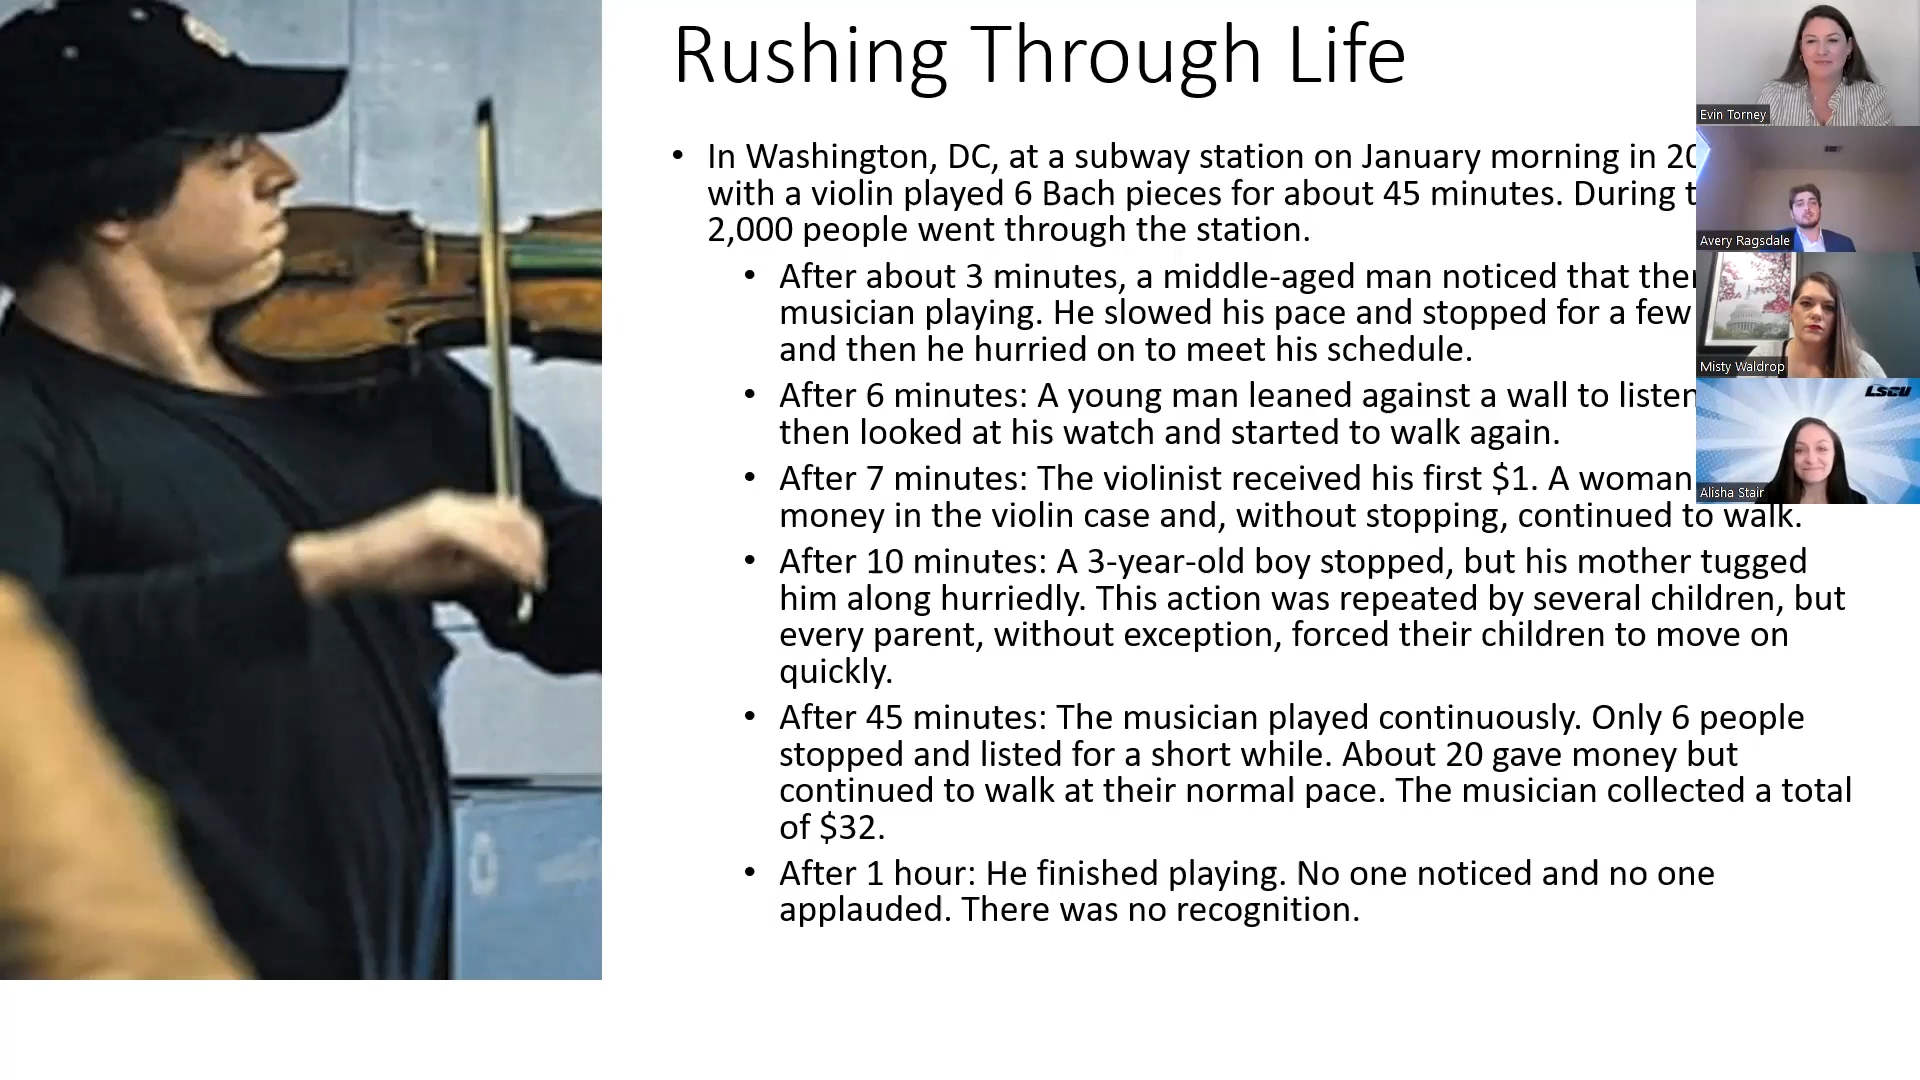 Rushing Through Life
• In Washington, DC, at a subway station on January morning in 20
with a violin played 6 Bach pieces for about 45 minutes. During t
2,000 people went through the station.
• After about 3 minutes, a middle-aged man noticed that ther
musician playing. He slowed his pace and stopped for a few
and then he hurried on to meet his schedule.
• After 6 minutes: A young man leaned against a wall to listen
then looked at his watch and started to walk again.
• After 7 minutes: The violinist received his first $1. A woman
money in the violin case and, without stopping, continued to walk.
• After 10 minutes: A 3-year-old boy stopped, but his mother tugged
him along hurriedly. This action was repeated by several children, but
every parent, without exception, forced their children to move on
quickly.
• After 45 minutes: The musician played continuously. Only 6 people
stopped and listed for a short while. About 20 gave money but
continued to walk at their normal pace. The musician collected a total
of $32.
• After 1 hour: He finished playing. No one noticed and no one
applauded. There was no recognition.
Evin Torney
Avery Ragsdale
Misty Waldrop
LSCU
Alisha Stair